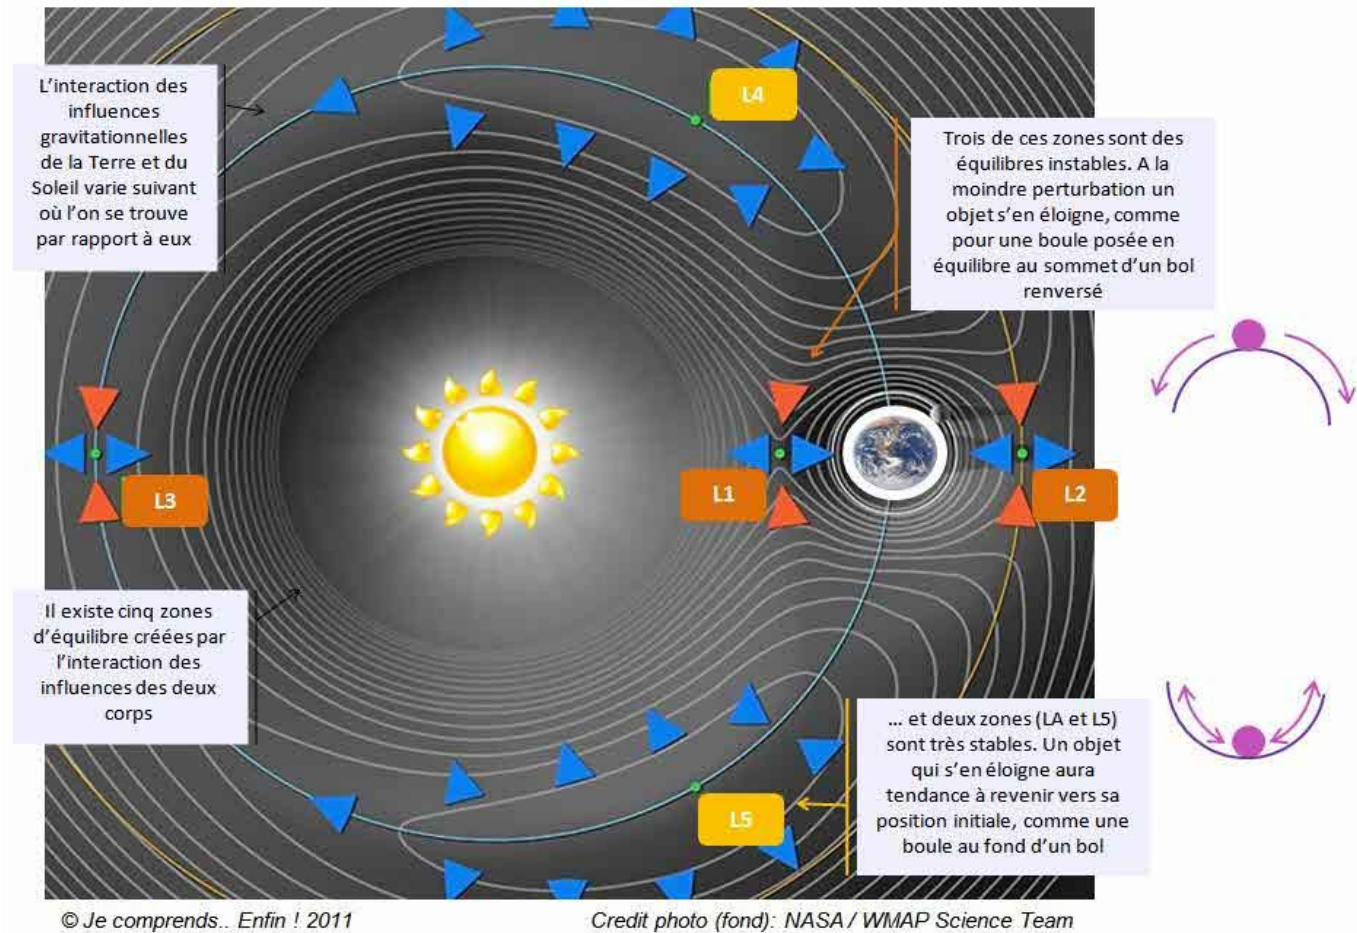 L'interaction des
influences
gravitationnelles
de la Terre et du
Soleil varie suivant
où l'on se trouve
par rapport à eux
L4
Trois de ces zones sont des
équilibres instables. A la
moindre perturbation un
objet s'en éloigne, comme
pour une boule posée en
équilibre au sommet d'un bol
renversé
L3
L1
L2
Il existe cinq zones
d'équilibre créées par
l'interaction des
influences des deux
corps
L5
... et deux zones (LA et L5)
sont très stables. Un objet
qui s'en éloigne aura
tendance à revenir vers sa
position initiale, comme une
boule au fond d'un bol
© Je comprends.. Enfin ! 2011
Credit photo (fond): NASA / WMAP Science Team